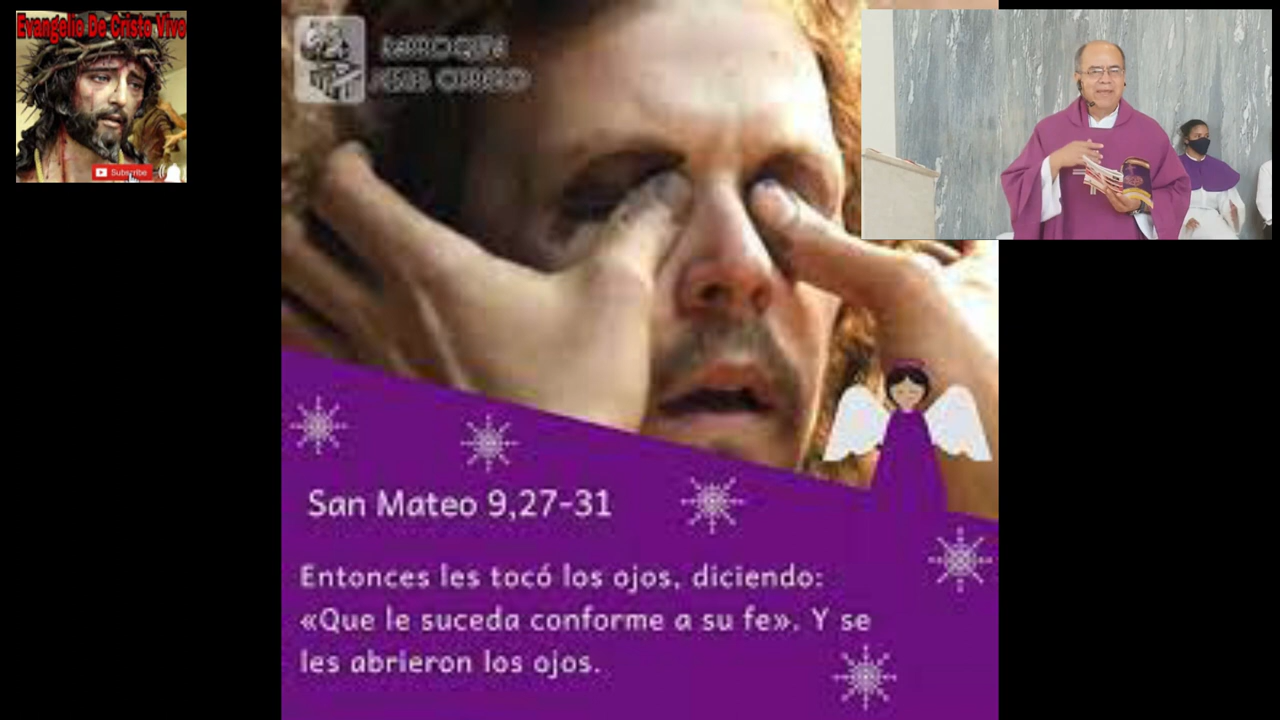 Evangelio De Cristo Vivo
Subscribe
San Mateo 9,27-31
Entonces les tocó los ojos, diciendo:
«Que le suceda conforme a su fe». Y se
les abrieron los ojos.